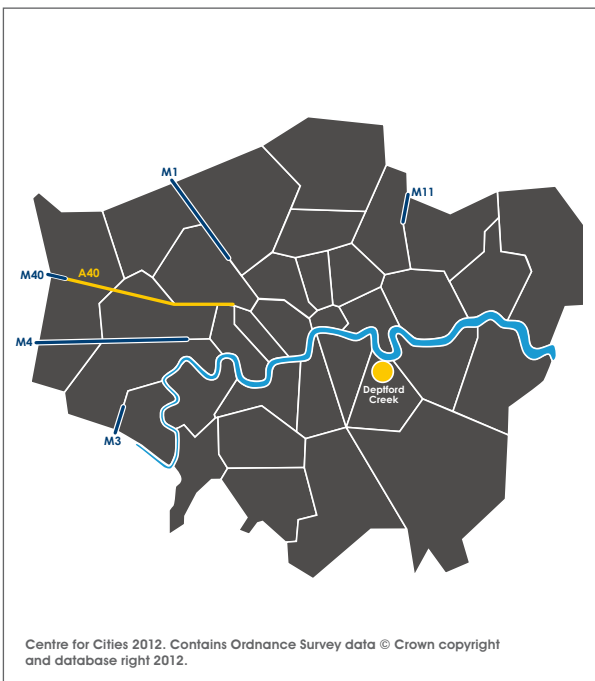 M1
M11
M40
A40
M4
Deptford
Creek
M3
Centre for Cities 2012. Contains Ordnance Survey data © Crown copyright
and database right 2012.